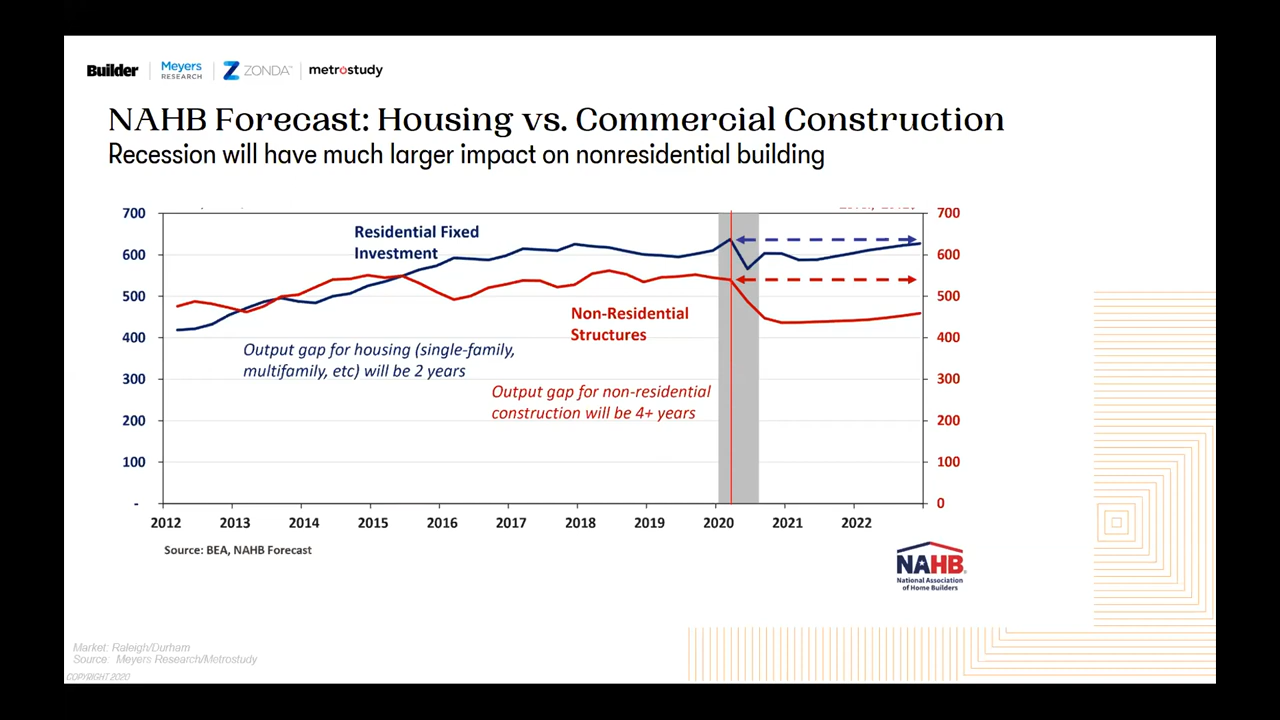 Builder
Meyers
RESEARCH
ZONDA™
metrostudy
NAHB Forecast: Housing vs. Commercial Construction
Recession will have much larger impact on nonresidential building
700
600
500
400
300
200
100
-
Residential Fixed
Investment
Non-Residential
Structures
Output gap for housing (single-family,
multifamily, etc) will be 2 years
Output gap for non-residential
construction will be 4+ years
700
600
500
400
300
200
100
0
2012 2013 2014 2015 2016 2017 2018 2019 2020 2021 2022
Source: BEA, NAHB Forecast
NAHB®
National Association
of Home Builders
Market: Raleigh/Durham
Source: Meyers Research/Metrostudy
COPYRIGHT 2020